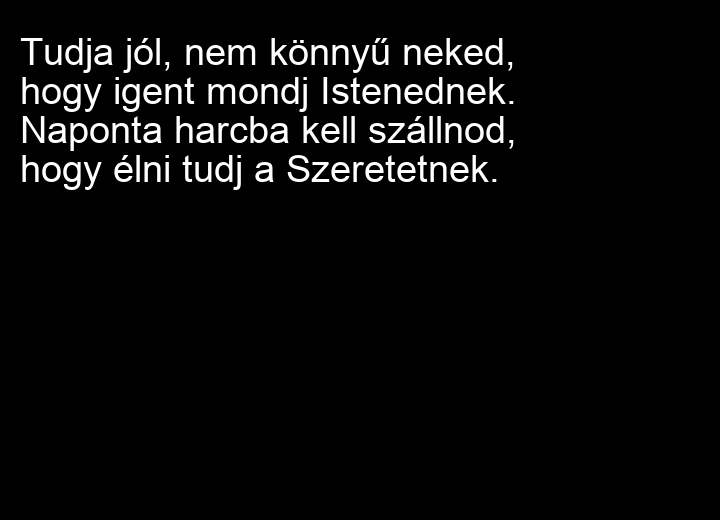 Tudja jól, nem könnyű neked,
hogy igent mondj Istenednek.
Naponta harcba kell szállnod,
hogy élni tudj a Szeretetnek.